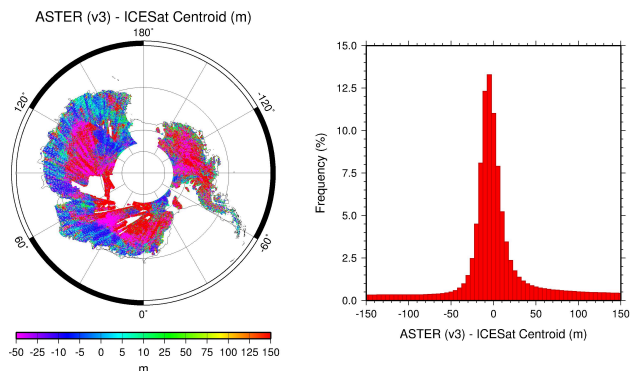 ASTER (v3) - ICESat Centroid (m)
180˚
120˚
-120˚
60˚
-60˚
0˚
-50 -25 -10 -5 0 5 10 25 50 75 100 125 150
m
15.0
12.5
10.0
7.5
5.0
2.5
0.0
Frequency (%)
-150 -100 -50 0 50 100 150
ASTER (v3) - ICESat Centroid (m)